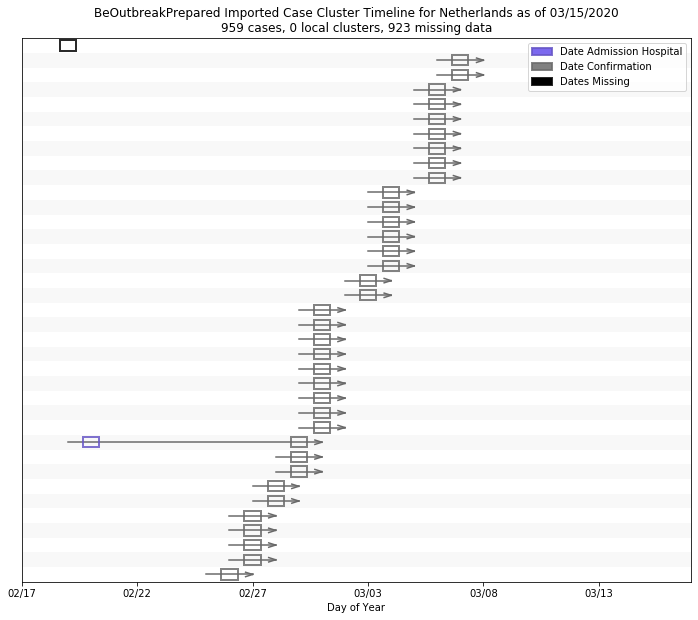 BeOutbreakPrepared Imported Case Cluster Timeline for Netherlands as of 03/15/2020
959 cases, 0 local clusters, 923 missing data
Date Admission Hospital
Date Confirmation
Dates Missing
02/17 02/22 02/27 03/03 03/08 03/13
Day of Year